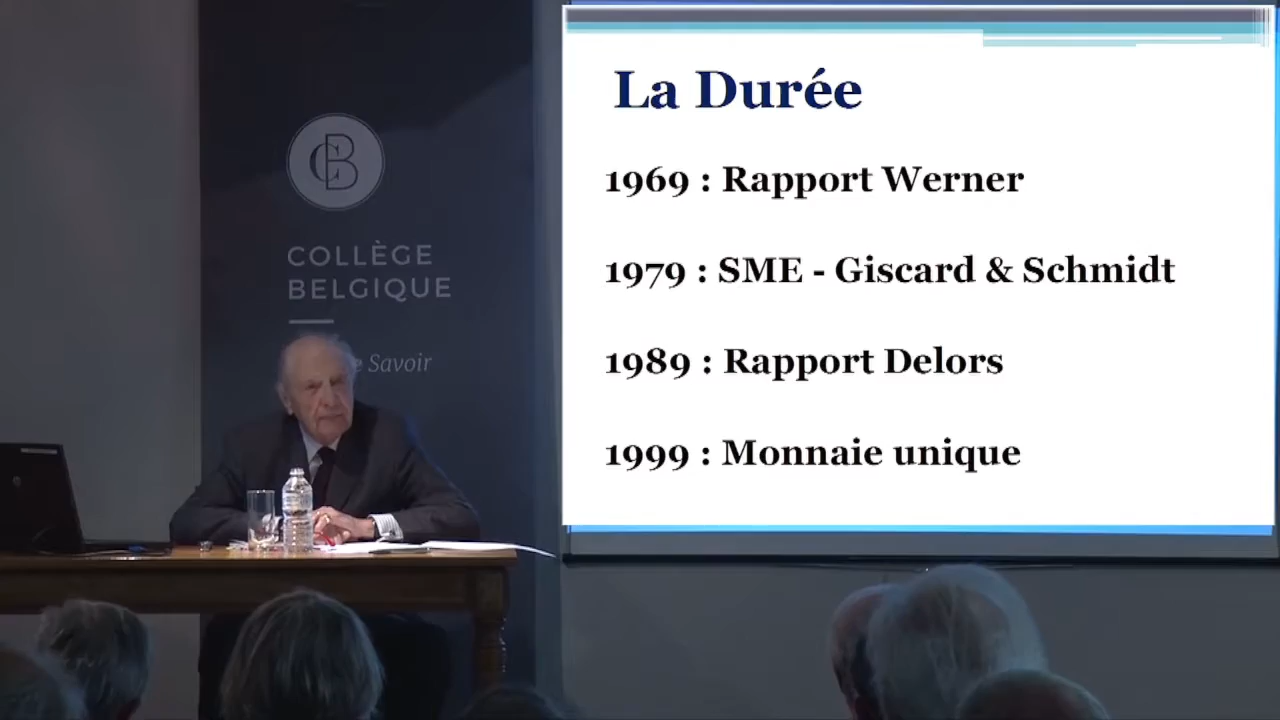 CB
COLLÈGE
BELGIQUE
e Savoir
La Durée
1969 : Rapport Werner
1979 : SME - Giscard & Schmidt
1989 : Rapport Delors
1999 : Monnaie unique